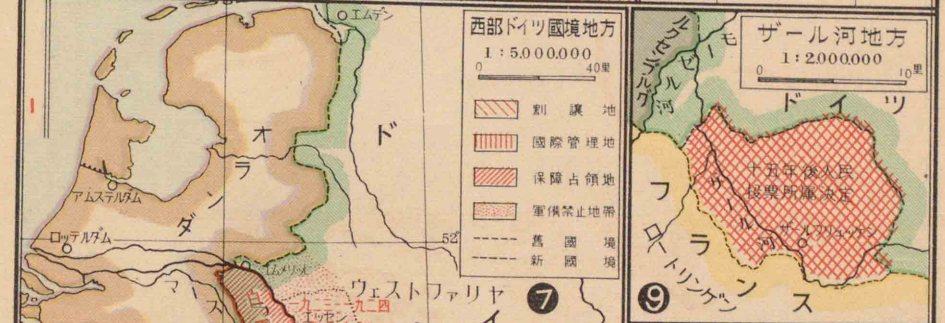 エムデン
オランダ
ド
アムステルダム
ロッテルダム
エムメリッヒ
マース
52
ウェストファリヤ
一九二三―一九二四
エッセン
イ
西部ドイツ國境地方
1:5.000.000
0 40里
割讓地
國際管理地
保障占領地
軍備禁止地帶
舊國境
新國境
7
ザール河地方
1:2.000.000
0 10里
ルクセンブルグ
モーゼル河
ドイツ
十五年後人民
投票所屬決定
ザール河
ザールブリュッケン
フランス
ロートリンゲン
9